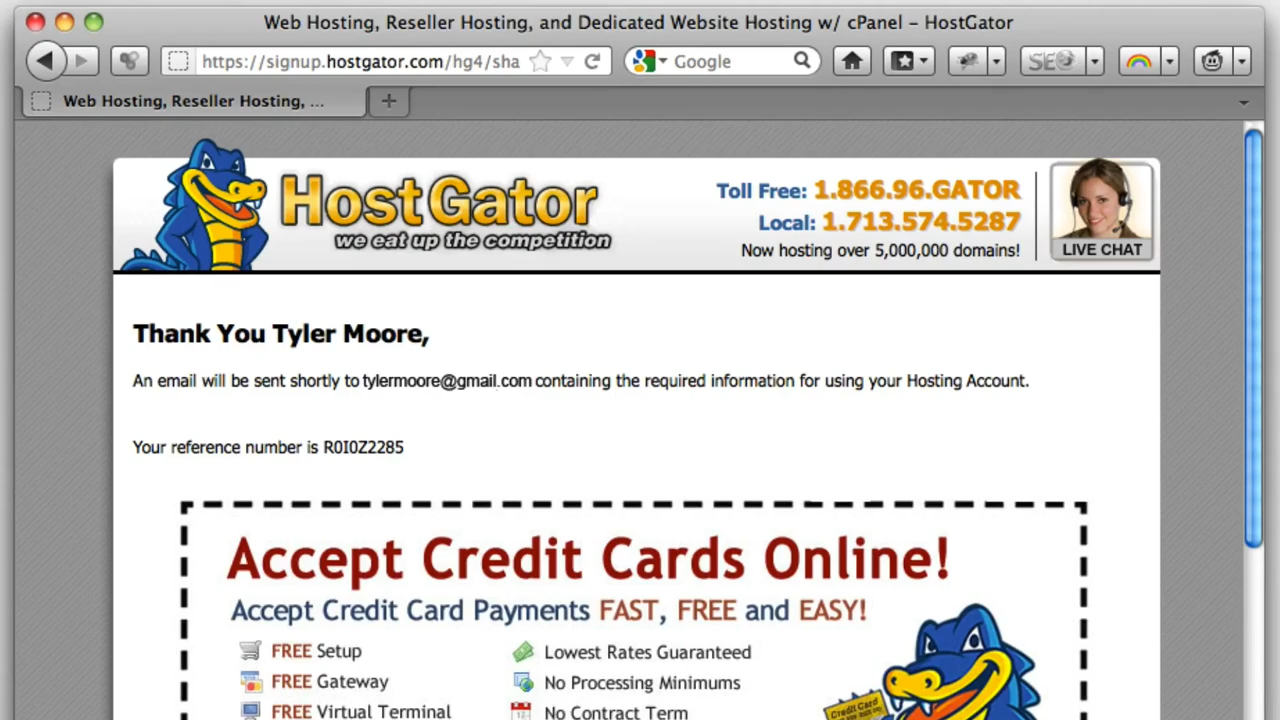 Web Hosting, Reseller Hosting, and Dedicated Website Hosting w/ cPanel – HostGator
https://signup.hostgator.com/hg4/sha
Google
SEO
Web Hosting, Reseller Hosting, ...
HostGator
we eat up the competition
Toll Free: 1.866.96.GATOR
Local: 1.713.574.5287
Now hosting over 5,000,000 domains!
LIVE CHAT
Thank You Tyler Moore,
An email will be sent shortly to tylermoore@gmail.com containing the required information for using your Hosting Account.
Your reference number is R0I0Z2285
Accept Credit Cards Online!
Accept Credit Card Payments FAST, FREE and EASY!
FREE Setup
Lowest Rates Guaranteed
FREE Gateway
No Processing Minimums
FREE Virtual Terminal
No Contract Term
Credit Card